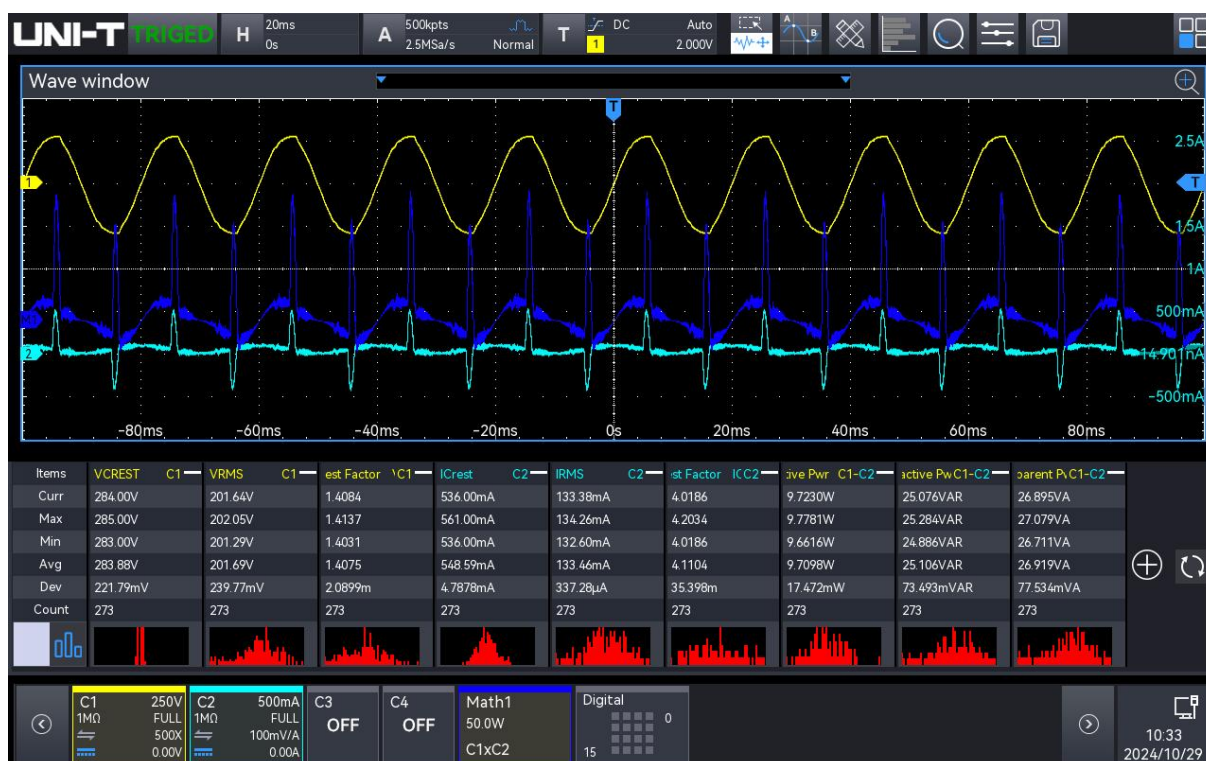 UNI-T TRIGED H 20ms 0s A 500kpts 2.5MSa/s Normal T DC 1 Auto 2.000V A B
Wave window
T
2.5A
1
T
1.5A
1A
500mA
2
-14.901nA
-500mA
-80ms -60ms -40ms -20ms 0s 20ms 40ms 60ms 80ms
Items VCREST C1 VRMS C1 est Factor C1 ICrest C2 IRMS C2 st Factor IC C2 tive Pwr C1-C2 active Pw C1-C2 parent P C1-C2
Curr 284.00V 201.64V 1.4084 536.00mA 133.38mA 4.0186 9.7230W 25.076VAR 26.895VA
Max 285.00V 202.05V 1.4137 561.00mA 134.26mA 4.2034 9.7781W 25.284VAR 27.079VA
Min 283.00V 201.29V 1.4031 536.00mA 132.60mA 4.0186 9.6616W 24.886VAR 26.711VA
Avg 283.88V 201.69V 1.4075 548.59mA 133.46mA 4.1104 9.7098W 25.106VAR 26.919VA
Dev 221.79mV 239.77mV 2.0899m 4.7878mA 337.28µA 35.398m 17.472mW 73.493mVAR 77.534mVA
Count 273 273 273 273 273 273 273 273 273
C1 250V C2 500mA C3 C4 Math1 Digital
1MΩ FULL 1MΩ FULL OFF OFF 50.0W 0
500X 100mV/A
0.00V 0.00A C1xC2 15
10:33
2024/10/29